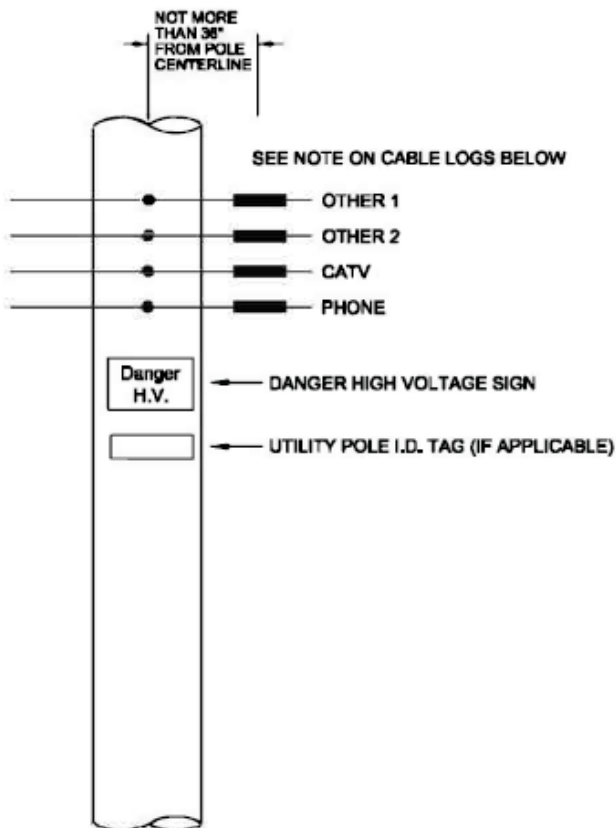 NOT MORE
THAN 36"
FROM POLE
CENTERLINE
SEE NOTE ON CABLE LOGS BELOW
OTHER 1
OTHER 2
CATV
PHONE
Danger
H.V.
DANGER HIGH VOLTAGE SIGN
UTILITY POLE I.D. TAG (IF APPLICABLE)